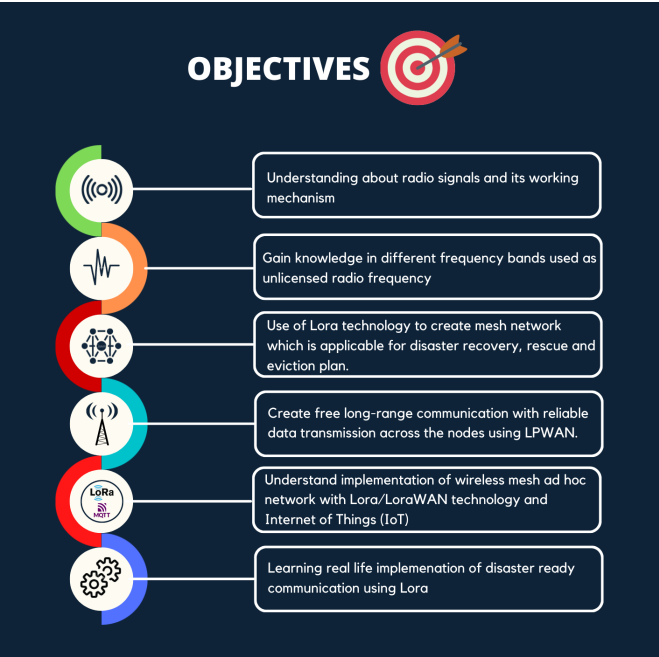 OBJECTIVES
Understanding about radio signals and its working
mechanism
Gain knowledge in different frequency bands used as
unlicensed radio frequency
Use of Lora technology to create mesh network
which is applicable for disaster recovery, rescue and
eviction plan.
Create free long-range communication with reliable
data transmission across the nodes using LPWAN.
LoRa
MQTT
Understand implementation of wireless mesh ad hoc
network with Lora/LoraWAN technology and
Internet of Things (IoT)
Learning real life implemenation of disaster ready
communication using Lora